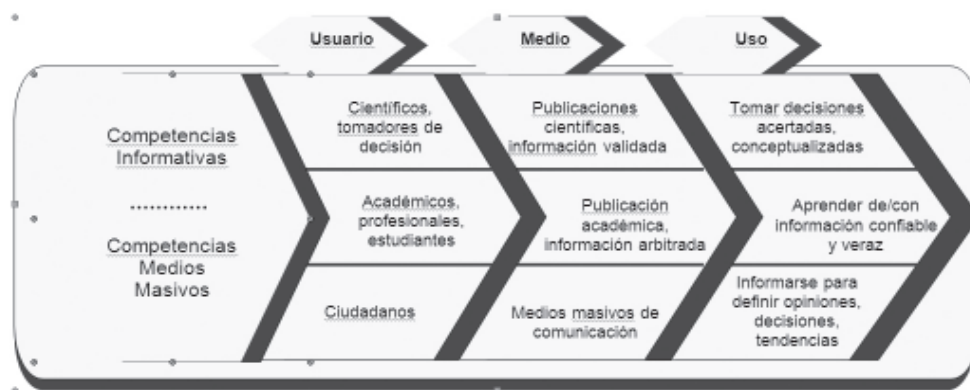 Usuario
Medio
Uso
Competencias
Informativas
............
Competencias
Medios
Masivos
Científicos,
tomadores de
decisión
Publicaciones
científicas,
información validada
Tomar decisiones
acertadas,
conceptualizadas
Académicos,
profesionales,
estudiantes
Publicación
académica,
información arbitrada
Aprender de/con
información confiable
y veraz
Ciudadanos
Medios masivos de
comunicación
Informarse para
definir opiniones,
decisiones,
tendencias